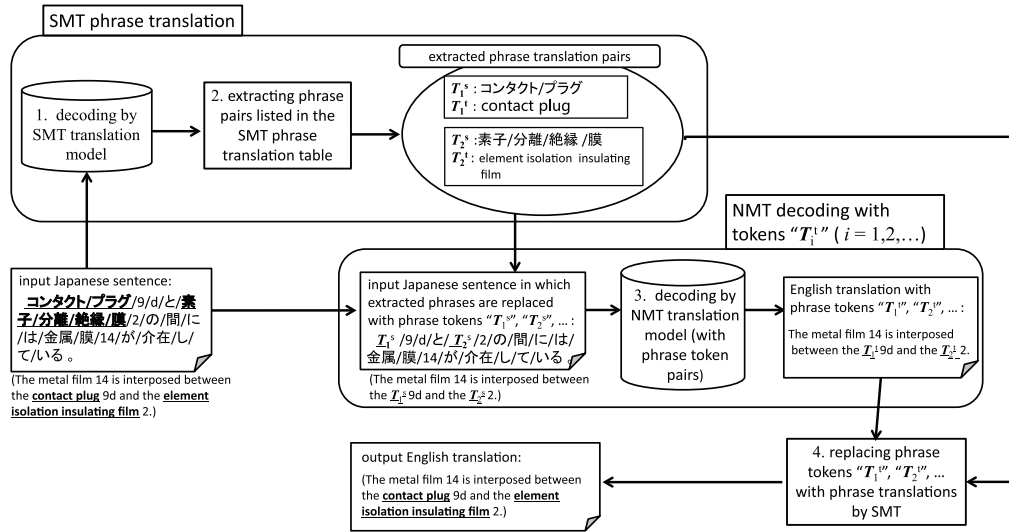 SMT phrase translation
extracted phrase translation pairs
T₁ˢ : コンタクト/プラグ
T₁ᵗ : contact plug
T₂ˢ : 素子/分離/絶縁 /膜
T₂ᵗ : element isolation insulating
film
1. decoding by
SMT translation
model
2. extracting phrase
pairs listed in the
SMT phrase
translation table
NMT decoding with
tokens “Tᵢᵗ” ( i = 1,2,…)
input Japanese sentence:
コンタクト/プラグ/9/d/と/素
子/分離/絶縁/膜/2/の/間/に
/は/金属/膜/14/が/介在/し/
て/いる 。
(The metal film 14 is interposed between
the contact plug 9d and the element
isolation insulating film 2.)
input Japanese sentence in which
extracted phrases are replaced
with phrase tokens “T₁ˢ”, “T₂ˢ”, … :
T₁ˢ /9/d/と/ T₂ˢ /2/の/間/に/は/
金属/膜/14/が/介在/し/て/いる 。
(The metal film 14 is interposed between
the T₁ˢ 9d and the T₂ˢ 2.)
3. decoding by
NMT translation
model (with
phrase token
pairs)
English translation with
phrase tokens “T₁ᵗ”, “T₂ᵗ”, … :
The metal film 14 is interposed
between the T₁ᵗ 9d and the T₂ᵗ 2.
4. replacing phrase
tokens “T₁ᵗ”, “T₂ᵗ”, …
with phrase translations
by SMT
output English translation:
(The metal film 14 is interposed between
the contact plug 9d and the element
isolation insulating film 2.)